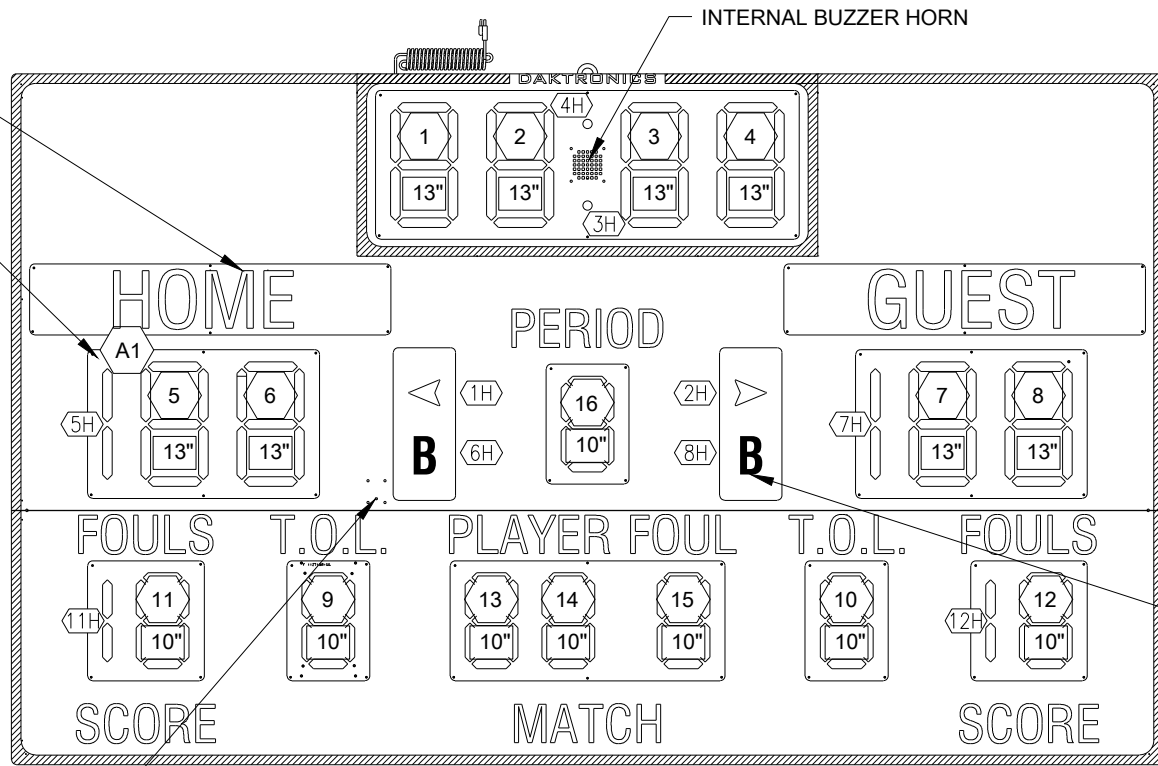 INTERNAL BUZZER HORN
DAKTRONICS
4H
1 2 3 4
13" 13" 13" 13"
3H
HOME GUEST
PERIOD
A1
5 6 1H 16 2H 7 8
5H 7H
13" 13" B 6H 10" 8H B 13" 13"
FOULS T.O.L. PLAYER FOUL T.O.L. FOULS
11 9 13 14 15 10 12
11H 12H
10" 10" 10" 10" 10" 10" 10"
SCORE MATCH SCORE